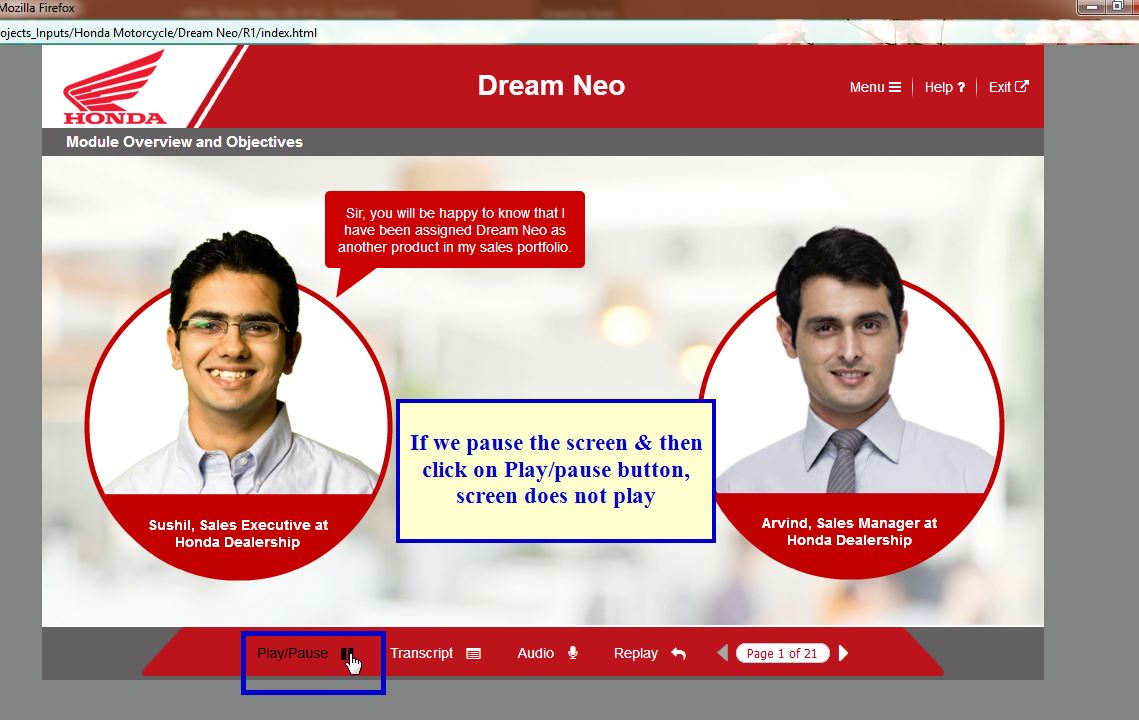 Mozilla Firefox
ojects_Inputs/Honda Motorcycle/Dream Neo/R1/index.html
HONDA
Dream Neo
Menu
Help ?
Exit
Module Overview and Objectives
Sir, you will be happy to know that I
have been assigned Dream Neo as
another product in my sales portfolio.
If we pause the screen & then
click on Play/pause button,
screen does not play
Sushil, Sales Executive at
Honda Dealership
Arvind, Sales Manager at
Honda Dealership
Play/Pause
Transcript
Audio
Replay
Page 1 of 21